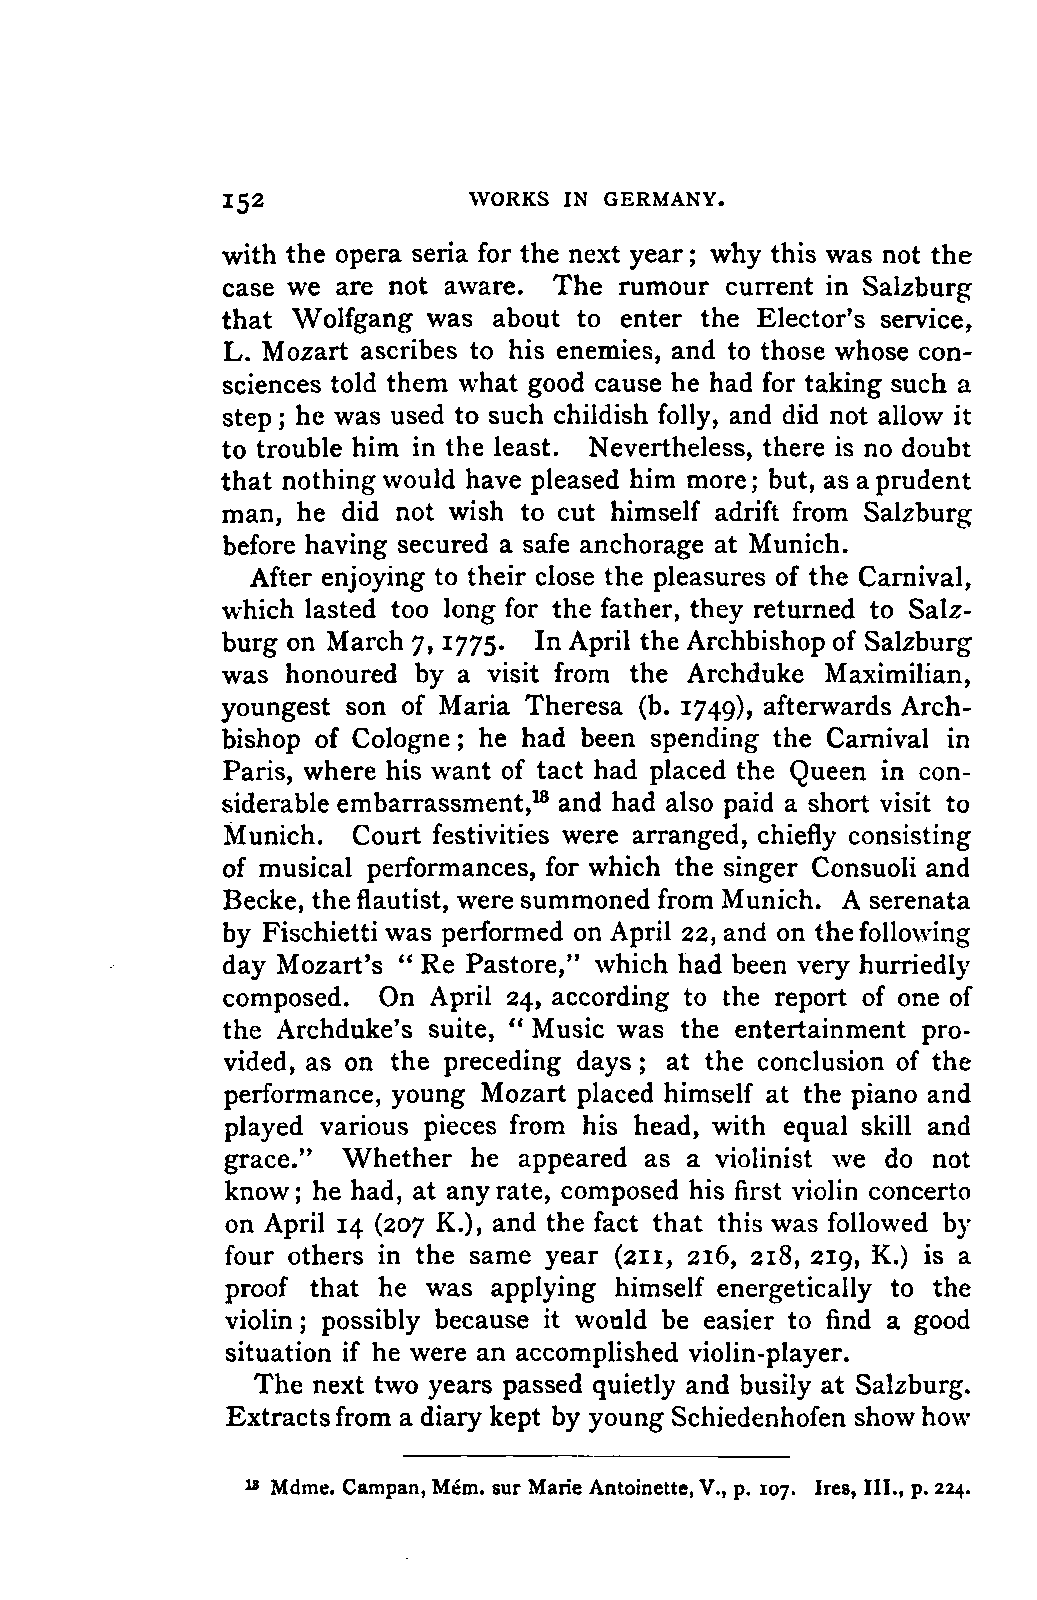 152 WORKS IN GERMANY.
with the opera seria for the next year; why this was not the
case we are not aware. The rumour current in Salzburg
that Wolfgang was about to enter the Elector's service,
L. Mozart ascribes to his enemies, and to those whose con-
sciences told them what good cause he had for taking such a
step; he was used to such childish folly, and did not allow it
to trouble him in the least. Nevertheless, there is no doubt
that nothing would have pleased him more; but, as a prudent
man, he did not wish to cut himself adrift from Salzburg
before having secured a safe anchorage at Munich.
After enjoying to their close the pleasures of the Carnival,
which lasted too long for the father, they returned to Salz-
burg on March 7, 1775. In April the Archbishop of Salzburg
was honoured by a visit from the Archduke Maximilian,
youngest son of Maria Theresa (b. 1749), afterwards Arch-
bishop of Cologne; he had been spending the Carnival in
Paris, where his want of tact had placed the Queen in con-
siderable embarrassment,¹⁸ and had also paid a short visit to
Munich. Court festivities were arranged, chiefly consisting
of musical performances, for which the singer Consuoli and
Becke, the flautist, were summoned from Munich. A serenata
by Fischietti was performed on April 22, and on the following
day Mozart's "Re Pastore," which had been very hurriedly
composed. On April 24, according to the report of one of
the Archduke's suite, "Music was the entertainment pro-
vided, as on the preceding days; at the conclusion of the
performance, young Mozart placed himself at the piano and
played various pieces from his head, with equal skill and
grace." Whether he appeared as a violinist we do not
know; he had, at any rate, composed his first violin concerto
on April 14 (207 K.), and the fact that this was followed by
four others in the same year (211, 216, 218, 219, K.) is a
proof that he was applying himself energetically to the
violin; possibly because it would be easier to find a good
situation if he were an accomplished violin-player.
The next two years passed quietly and busily at Salzburg.
Extracts from a diary kept by young Schiedenhofen show how
¹⁸ Mdme. Campan, Mém. sur Marie Antoinette, V., p. 107. Ires, III., p. 224.